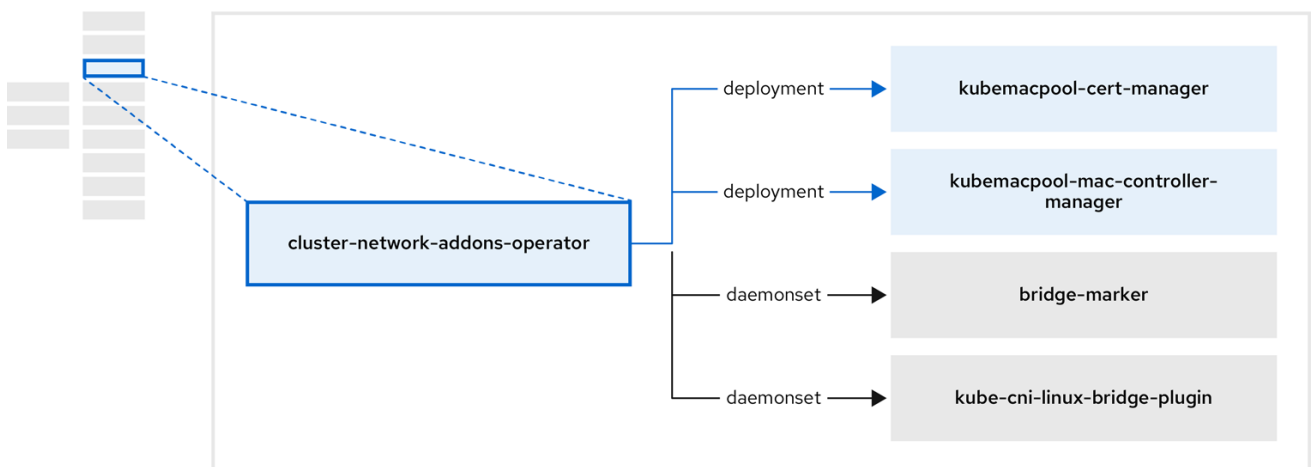 deployment
kubemacpool-cert-manager
deployment
kubemacpool-mac-controller-
manager
cluster-network-addons-operator
daemonset
bridge-marker
daemonset
kube-cni-linux-bridge-plugin